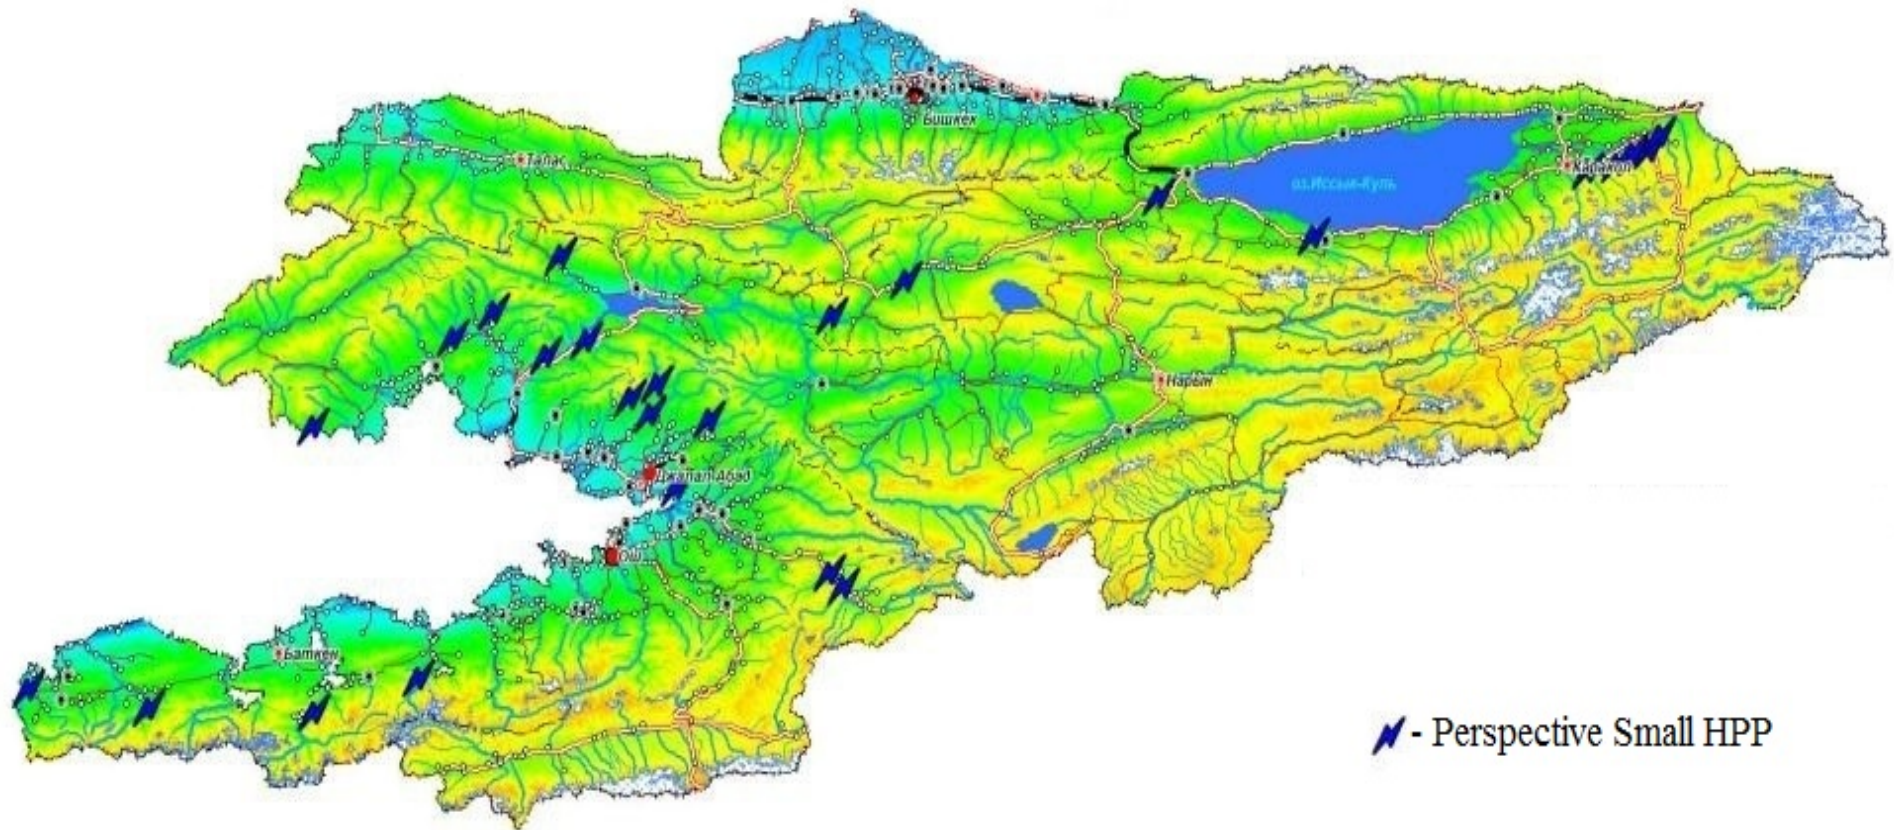 Бишкек
Талас
Каракол
оз.Иссык-Куль
Нарын
Джалал Абад
Ош
Баткен
- Perspective Small HPP